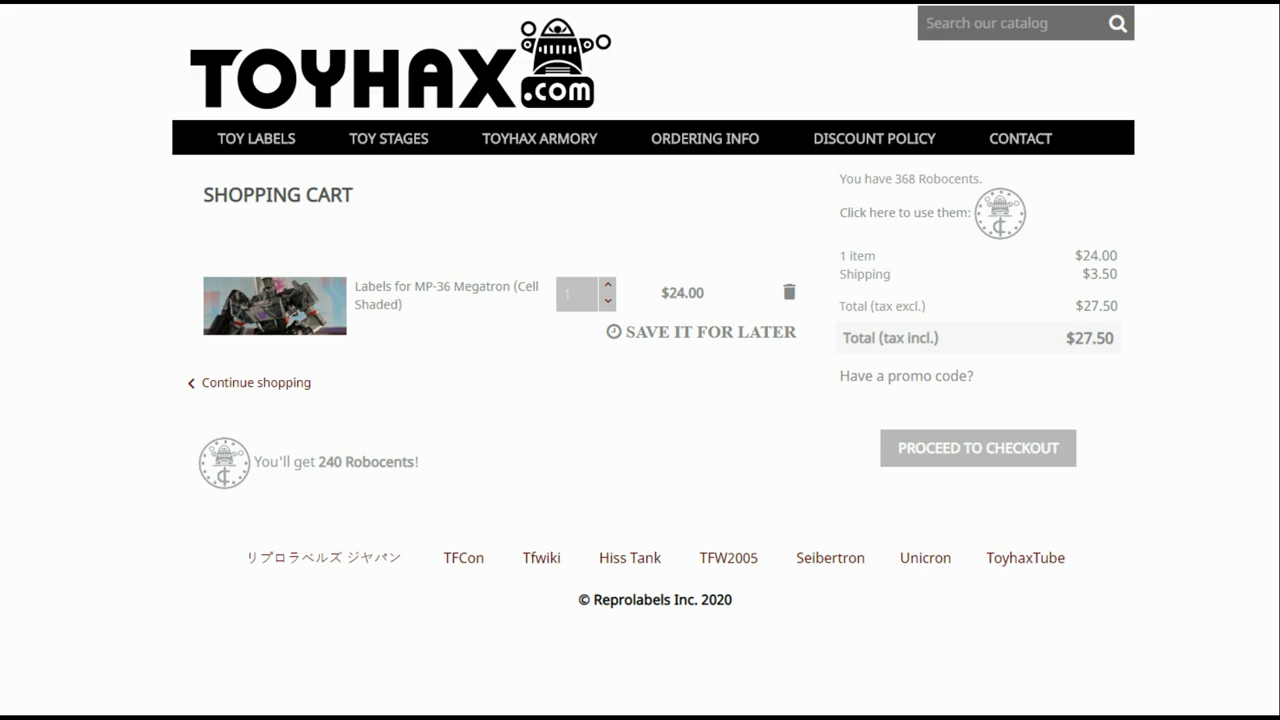 Search our catalog
TOYHAX
.com
TOY LABELS TOY STAGES TOYHAX ARMORY ORDERING INFO DISCOUNT POLICY CONTACT
SHOPPING CART
Labels for MP-36 Megatron (Cell
Shaded)
1
$24.00
SAVE IT FOR LATER
Continue shopping
You'll get 240 Robocents!
You have 368 Robocents.
Click here to use them:
1 item $24.00
Shipping $3.50
Total (tax excl.) $27.50
Total (tax incl.) $27.50
Have a promo code?
PROCEED TO CHECKOUT
リプロラベルズ ジャパン TFCon Tfwiki Hiss Tank TFW2005 Seibertron Unicron ToyhaxTube
© Reprolabels Inc. 2020